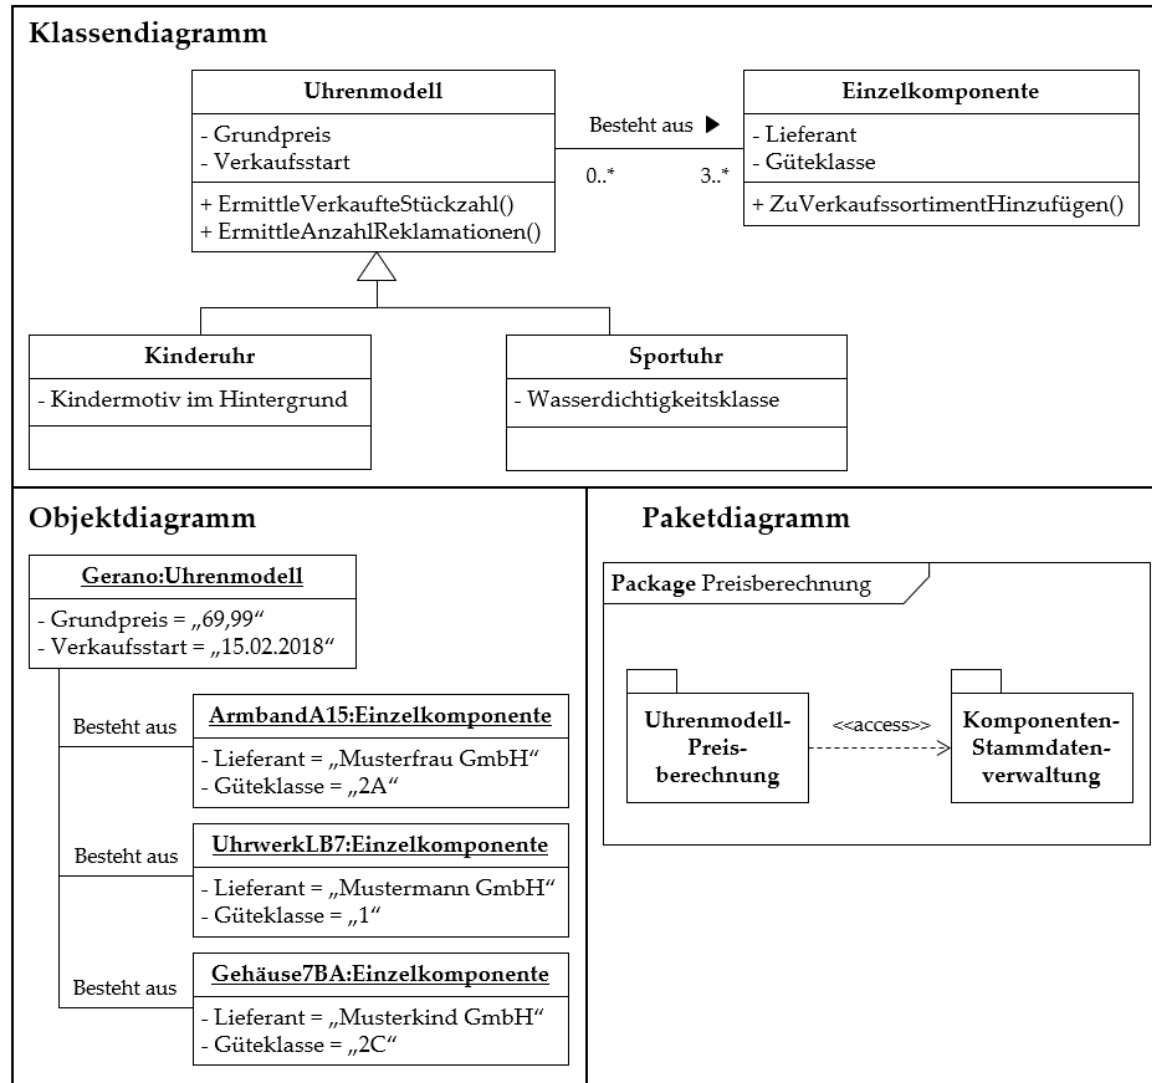 Klassendiagramm
Uhrenmodell
- Grundpreis
- Verkaufsstart
+ ErmittleVerkaufteStückzahl()
+ ErmittleAnzahlReklamationen()
Besteht aus ▶
0..*
3..*
Einzelkomponente
- Lieferant
- Güteklasse
+ ZuVerkaufssortimentHinzufügen()
Kinderuhr
- Kindermotiv im Hintergrund
Sportuhr
- Wasserdichtigkeitsklasse
Objektdiagramm
Gerano:Uhrenmodell
- Grundpreis = „69,99“
- Verkaufsstart = „15.02.2018“
Besteht aus
ArmbandA15:Einzelkomponente
- Lieferant = „Musterfrau GmbH“
- Güteklasse = „2A“
Besteht aus
UhrwerkLB7:Einzelkomponente
- Lieferant = „Mustermann GmbH“
- Güteklasse = „1“
Besteht aus
Gehäuse7BA:Einzelkomponente
- Lieferant = „Musterkind GmbH“
- Güteklasse = „2C“
Paketdiagramm
Package Preisberechnung
Uhrenmodell-
Preis-
berechnung
<<access>>
Komponenten-
Stammdaten-
verwaltung